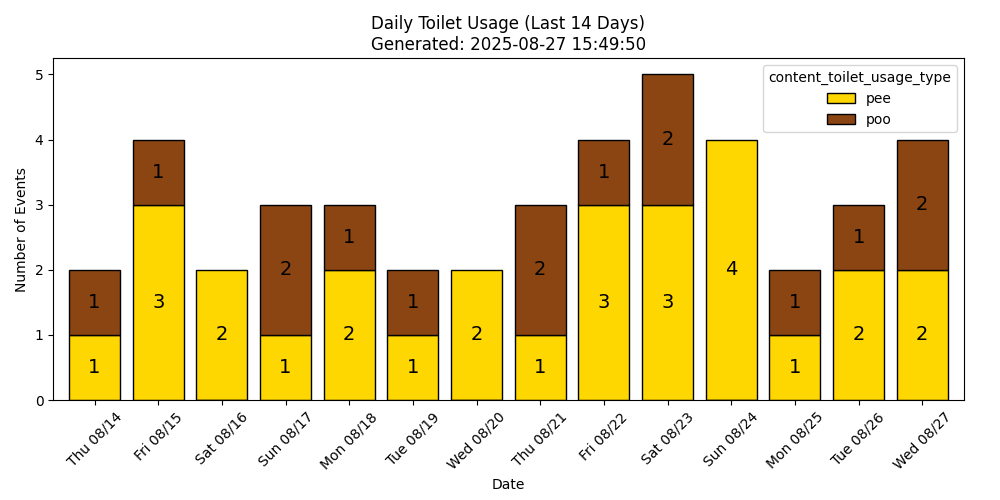 Daily Toilet Usage (Last 14 Days)
Generated: 2025-08-27 15:49:50
Number of Events
5
4
3
2
1
0
content_toilet_usage_type
pee
poo
1
1
1
3
2
2
1
1
2
1
1
2
2
1
1
3
2
3
4
1
1
1
2
2
2
Thu 08/14
Fri 08/15
Sat 08/16
Sun 08/17
Mon 08/18
Tue 08/19
Wed 08/20
Thu 08/21
Fri 08/22
Sat 08/23
Sun 08/24
Mon 08/25
Tue 08/26
Wed 08/27
Date